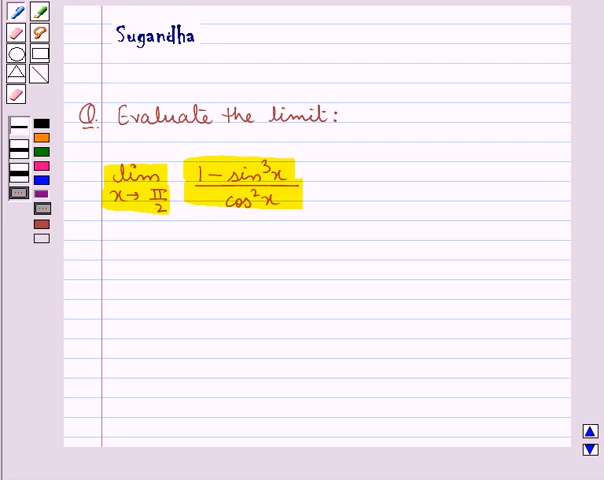 Sugandha
Q. Evaluate the limit:
lim x→π/2 (1 − sin³x)/(cos²x)